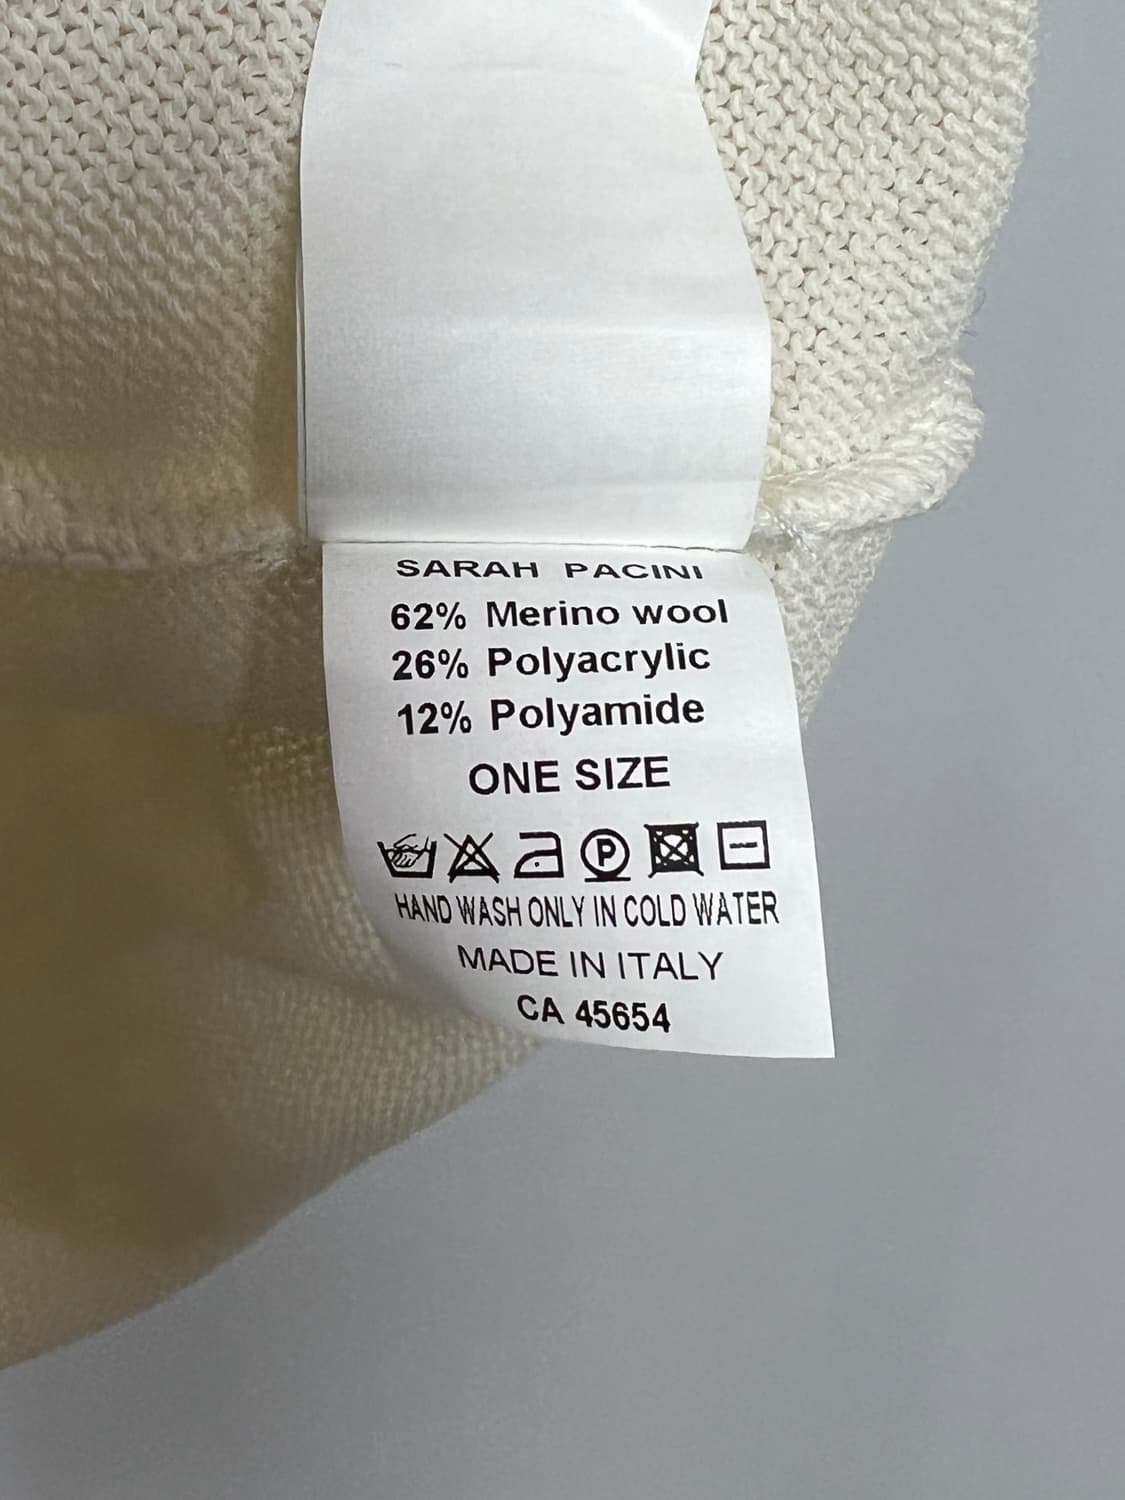 SARAH PACINI
62% Merino wool
26% Polyacrylic
12% Polyamide
ONE SIZE
P
HAND WASH ONLY IN COLD WATER
MADE IN ITALY
CA 45654